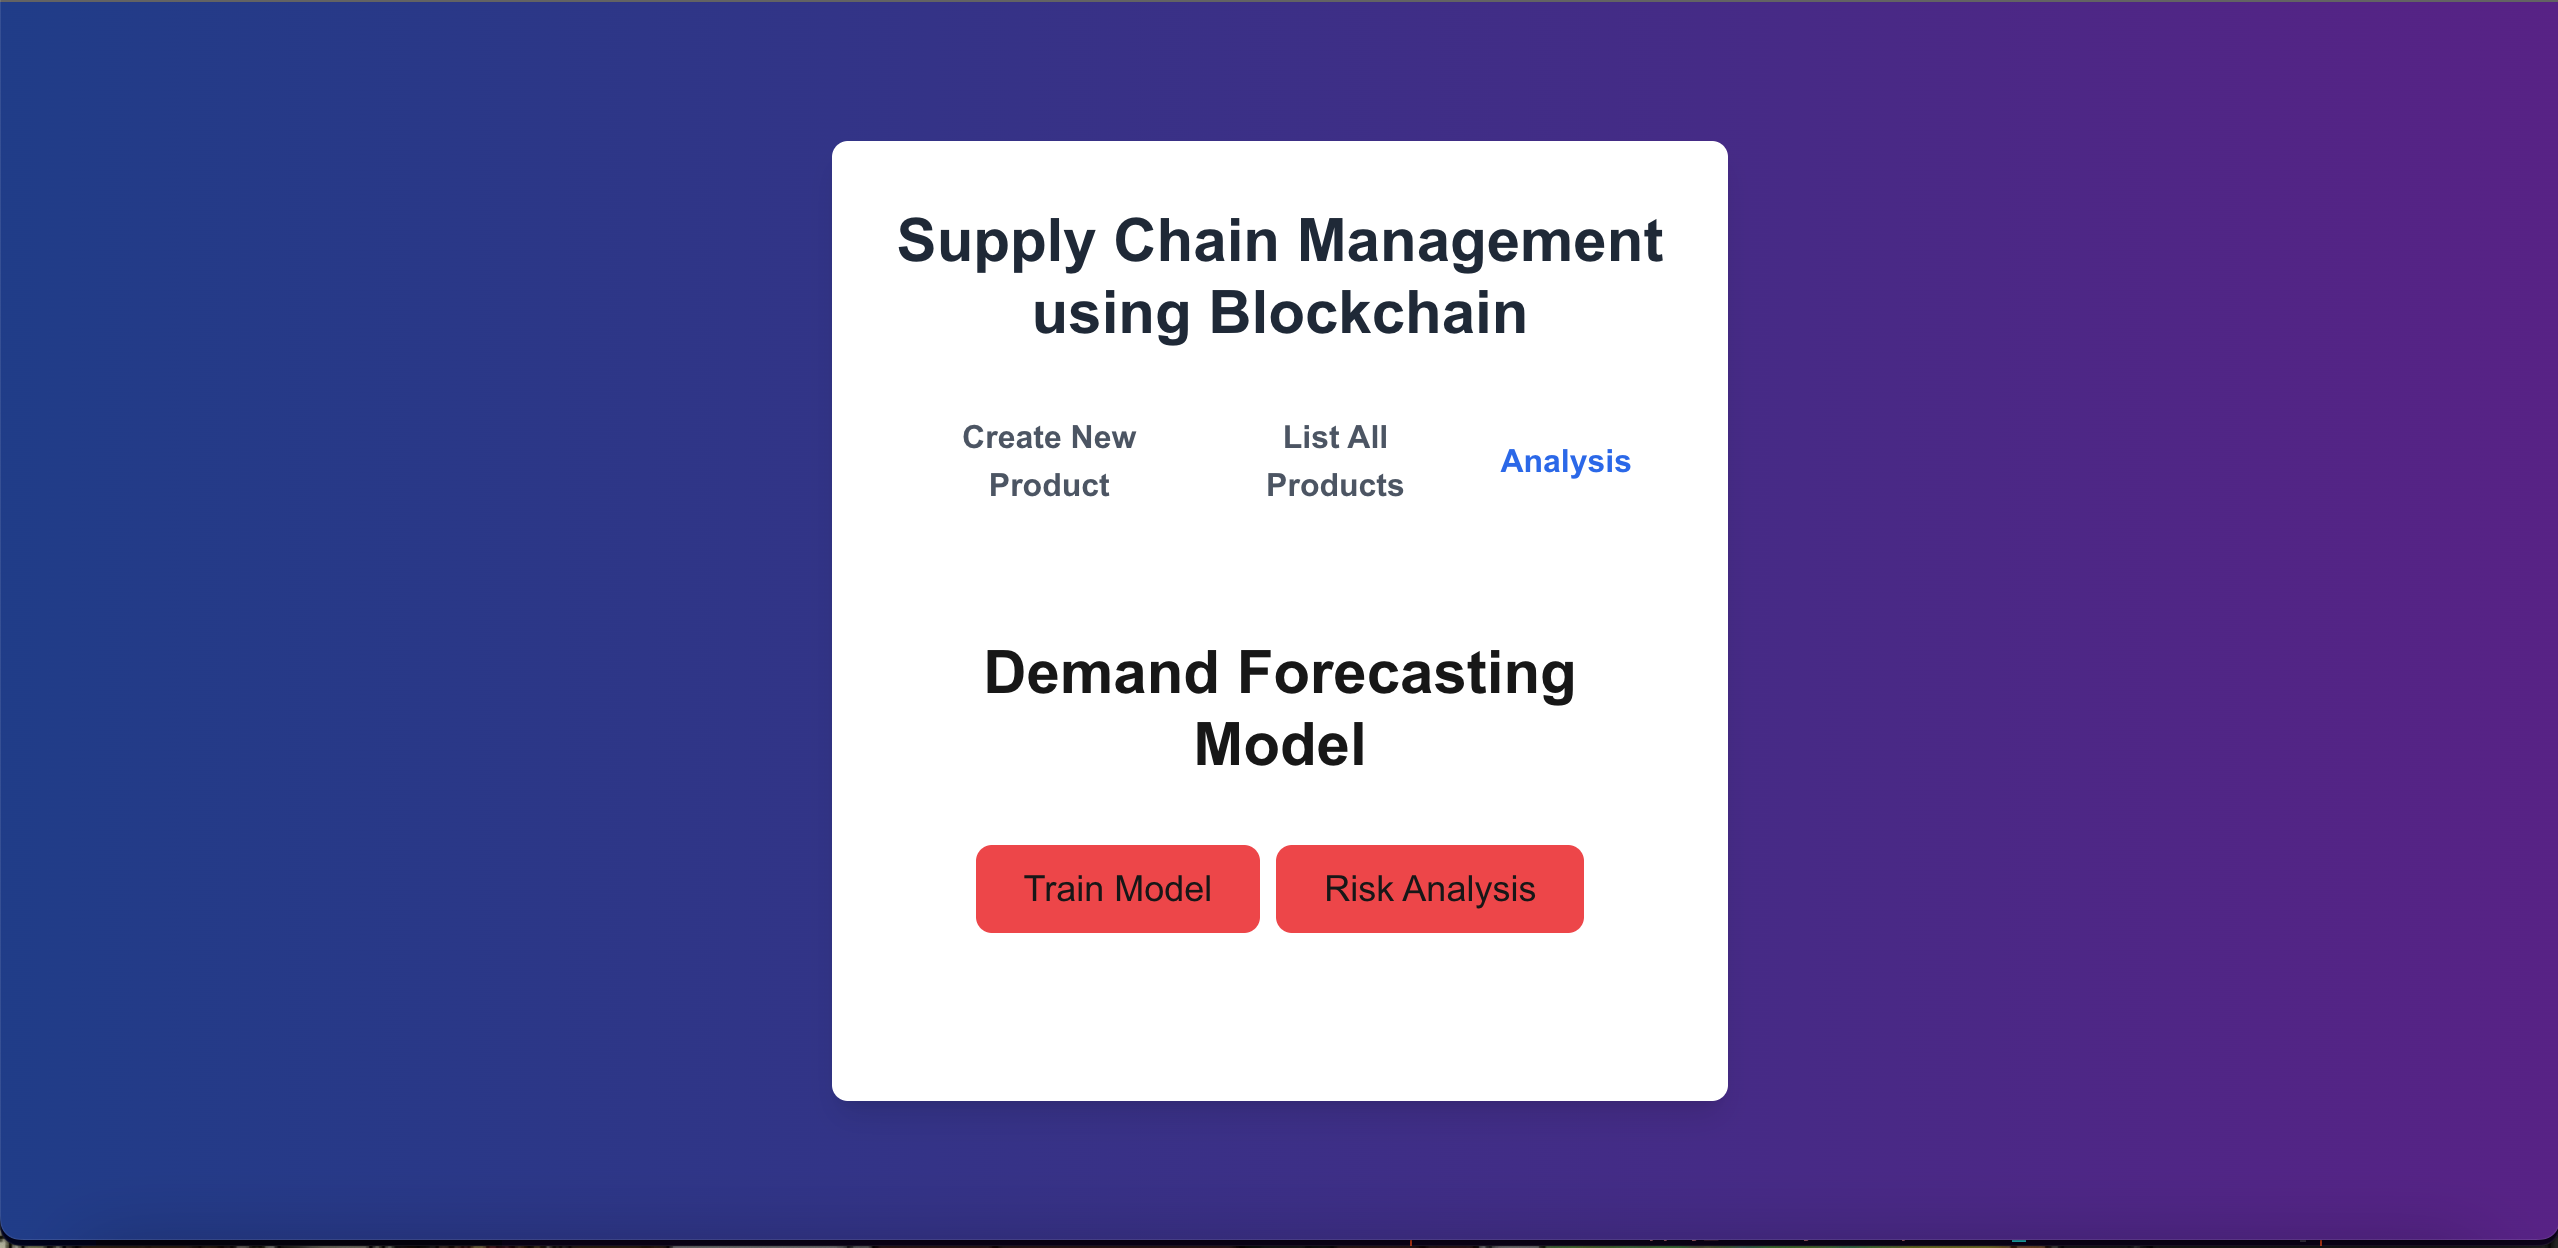 Supply Chain Management
using Blockchain
Create New
Product
List All
Products
Analysis
Demand Forecasting
Model
Train Model
Risk Analysis